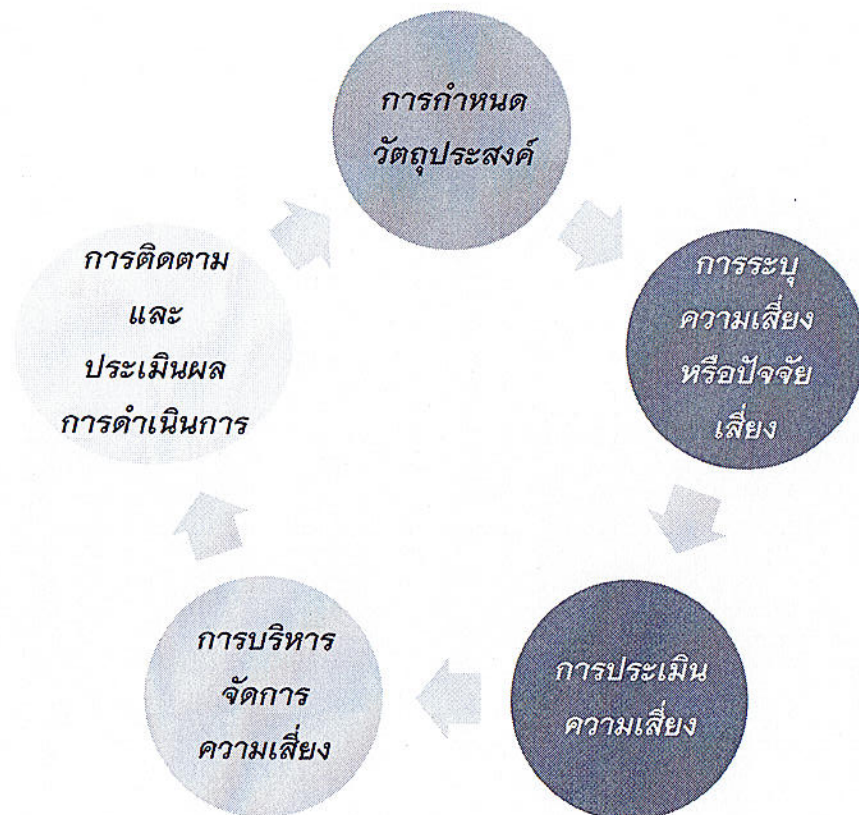 การกำหนด
วัตถุประสงค์
การระบุ
ความเสี่ยง
หรือปัจจัย
เสี่ยง
การประเมิน
ความเสี่ยง
การบริหาร
จัดการ
ความเสี่ยง
การติดตาม
และ
ประเมินผล
การดำเนินการ